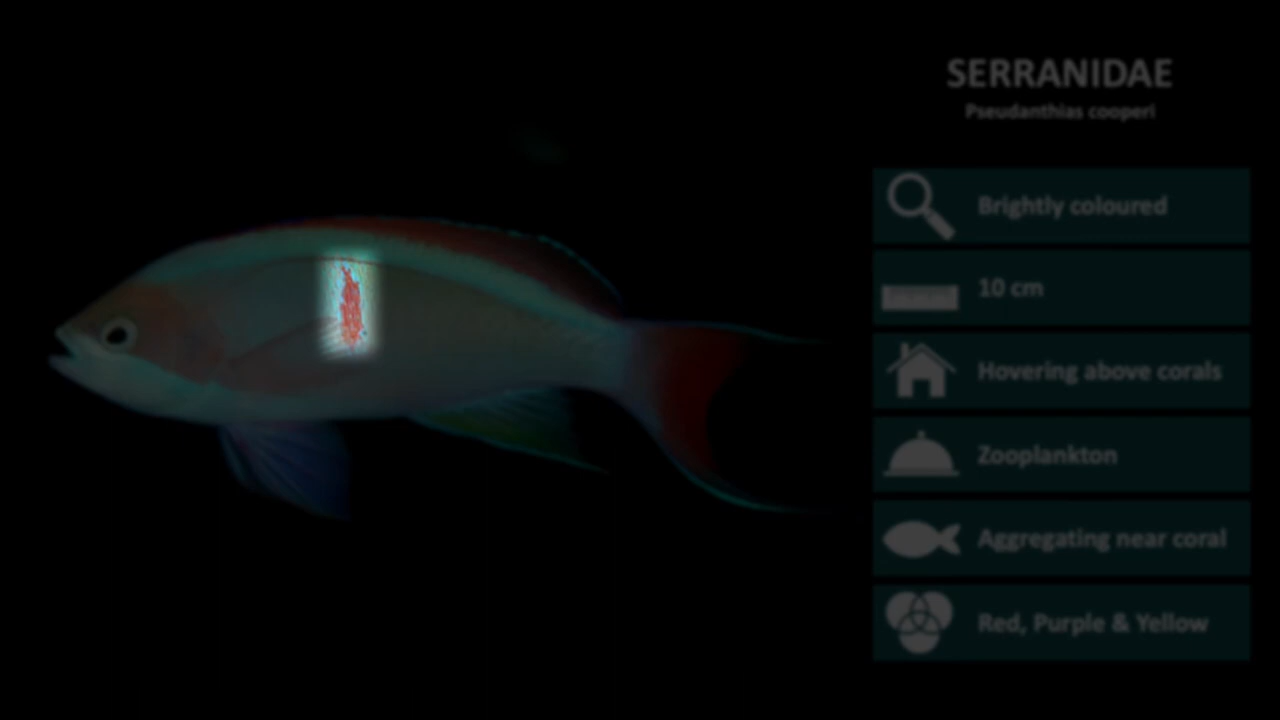 SERRANIDAE
Pseudanthias cooperi
Brightly coloured
10 cm
Hovering above corals
Zooplankton
Aggregating near coral
Red, Purple & Yellow